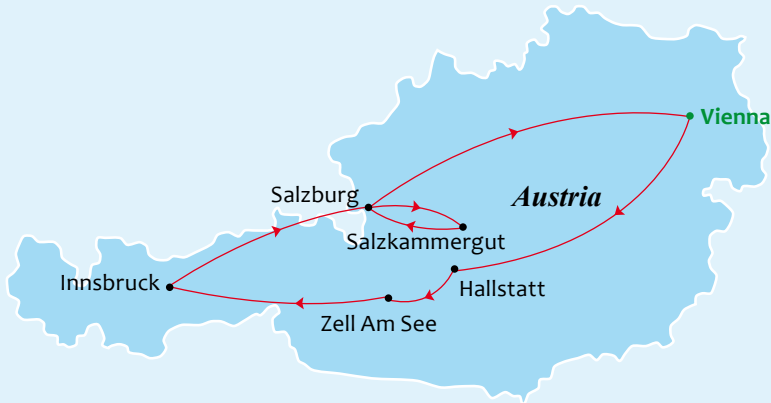 Vienna
Salzburg
Austria
Salzkammergut
Innsbruck
Hallstatt
Zell Am See